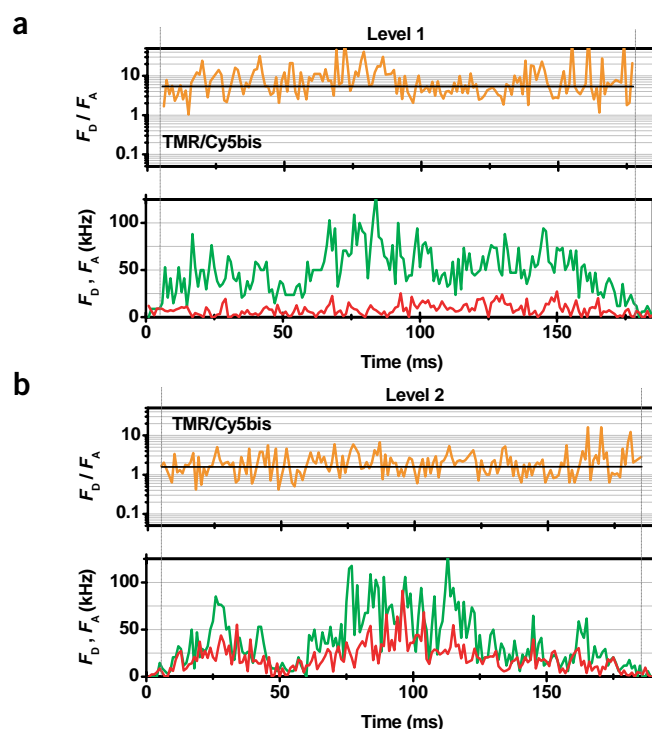 a
Level 1
F_D / F_A
10
1
0.1
TMR/Cy5bis
F_D, F_A (kHz)
100
50
0
0
50
100
150
Time (ms)
b
Level 2
F_D / F_A
10
1
0.1
TMR/Cy5bis
F_D, F_A (kHz)
100
50
0
0
50
100
150
Time (ms)